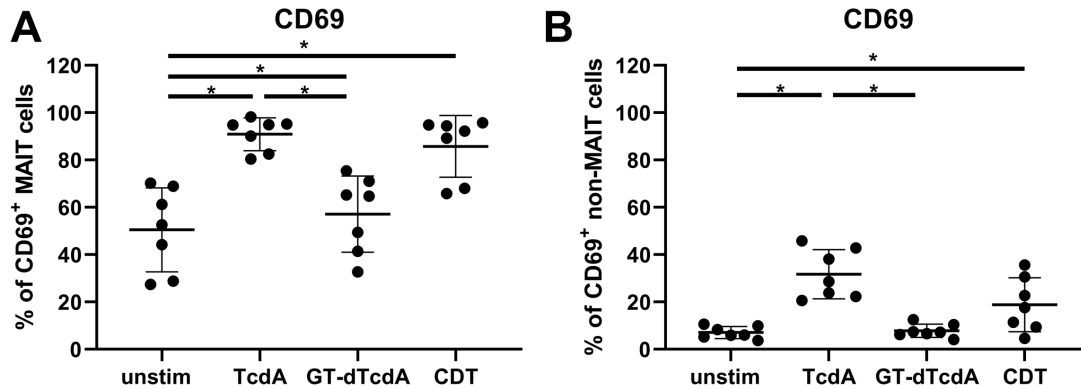 A
CD69
*
*
*
*
120
100
80
60
40
20
0
% of CD69⁺ MAIT cells
unstim
TcdA
GT-dTcdA
CDT
B
CD69
*
*
*
120
100
80
60
40
20
0
% of CD69⁺ non-MAIT cells
unstim
TcdA
GT-dTcdA
CDT